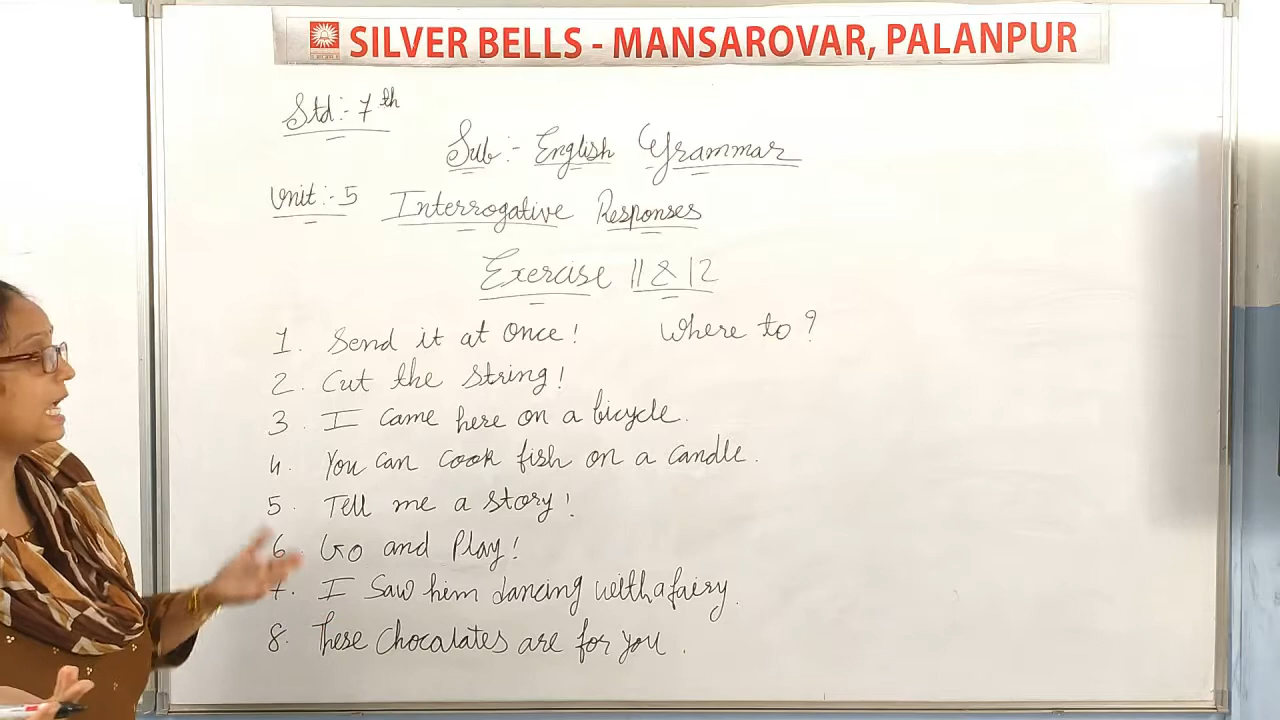 SILVER BELLS - MANSAROVAR, PALANPUR
Std:- 7th
Sub:- English Grammar
Unit:- 5 Interrogative Responses
Exercise 11 & 12
1. Send it at once! Where to?
2. Cut the string!
3. I came here on a bicycle.
4. You can cook fish on a candle.
5. Tell me a story!
6. Go and Play!
7. I Saw him dancing with a fairy.
8. These Chocalates are for you.